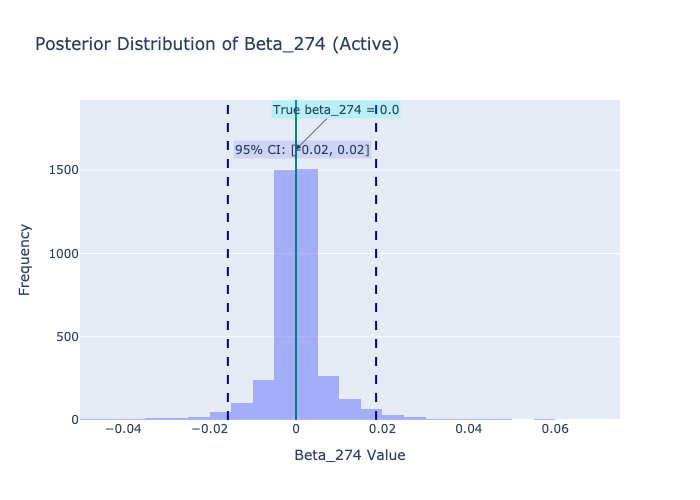 Posterior Distribution of Beta_274 (Active)
True beta_274 = 0.0
95% CI: [-0.02, 0.02]
1500
1000
500
0
Frequency
−0.04
−0.02
0
0.02
0.04
0.06
Beta_274 Value